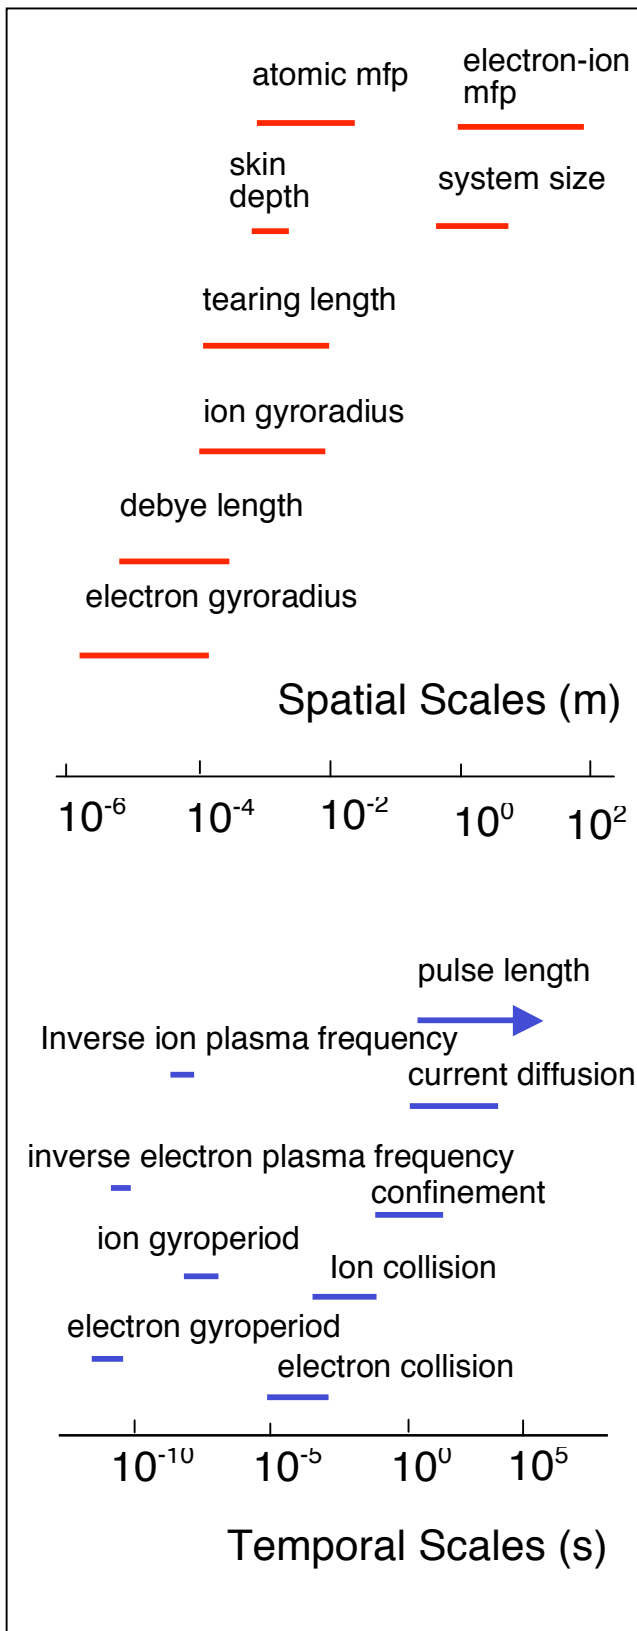 atomic mfp
electron-ion
mfp
skin
depth
system size
tearing length
ion gyroradius
debye length
electron gyroradius
Spatial Scales (m)
10⁻⁶ 10⁻⁴ 10⁻² 10⁰ 10²
pulse length
Inverse ion plasma frequency
current diffusion
inverse electron plasma frequency
confinement
ion gyroperiod
Ion collision
electron gyroperiod
electron collision
10⁻¹⁰ 10⁻⁵ 10⁰ 10⁵
Temporal Scales (s)